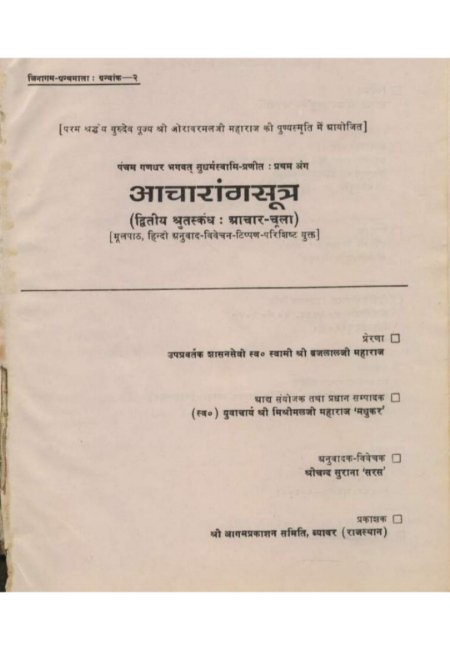 जिनागम-ग्रन्थमाला : ग्रन्थांक—२
[परम श्रद्धेय गुरुदेव पूज्य श्री जोरावरमलजी महाराज की पुण्यस्मृति में आयोजित]
पंचम गणधर भगवत् सुधर्मस्वामि-प्रणीत : प्रथम अंग
आचारांगसूत्र
(द्वितीय श्रुतस्कंध : आचार-चूला)
[मूलपाठ, हिन्दी अनुवाद-विवेचन-टिप्पण-परिशिष्ट युक्त]
प्रेरणा
उपप्रवर्तक शासनसेवी स्व० स्वामी श्री ब्रजलालजी महाराज
आद्य संयोजक तथा प्रधान सम्पादक
(स्व०) युवाचार्य श्री मिश्रीमलजी महाराज 'मधुकर'
अनुवादक-विवेचक
श्रीचन्द सुराना 'सरस'
प्रकाशक
श्री आगमप्रकाशन समिति, ब्यावर (राजस्थान)